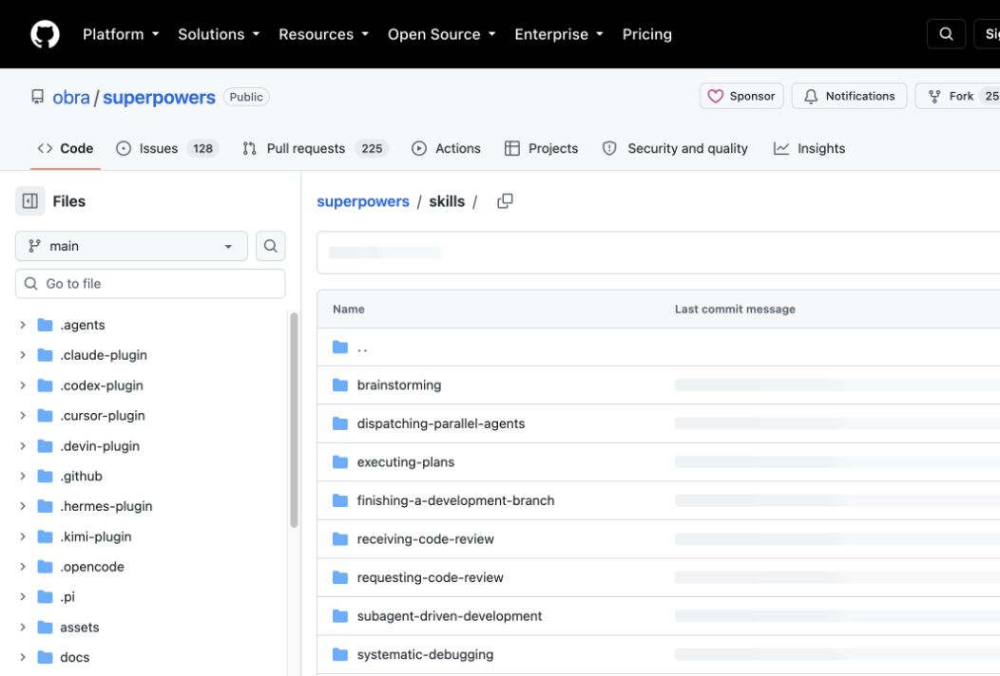 Platform Solutions Resources Open Source Enterprise Pricing
obra / superpowers Public Sponsor Notifications Fork
Code Issues 128 Pull requests 225 Actions Projects Security and quality Insights
Files
main
Go to file
.agents
.claude-plugin
.codex-plugin
.cursor-plugin
.devin-plugin
.github
.hermes-plugin
.kimi-plugin
.opencode
.pi
assets
docs
superpowers / skills /
Name Last commit message
..
brainstorming
dispatching-parallel-agents
executing-plans
finishing-a-development-branch
receiving-code-review
requesting-code-review
subagent-driven-development
systematic-debugging